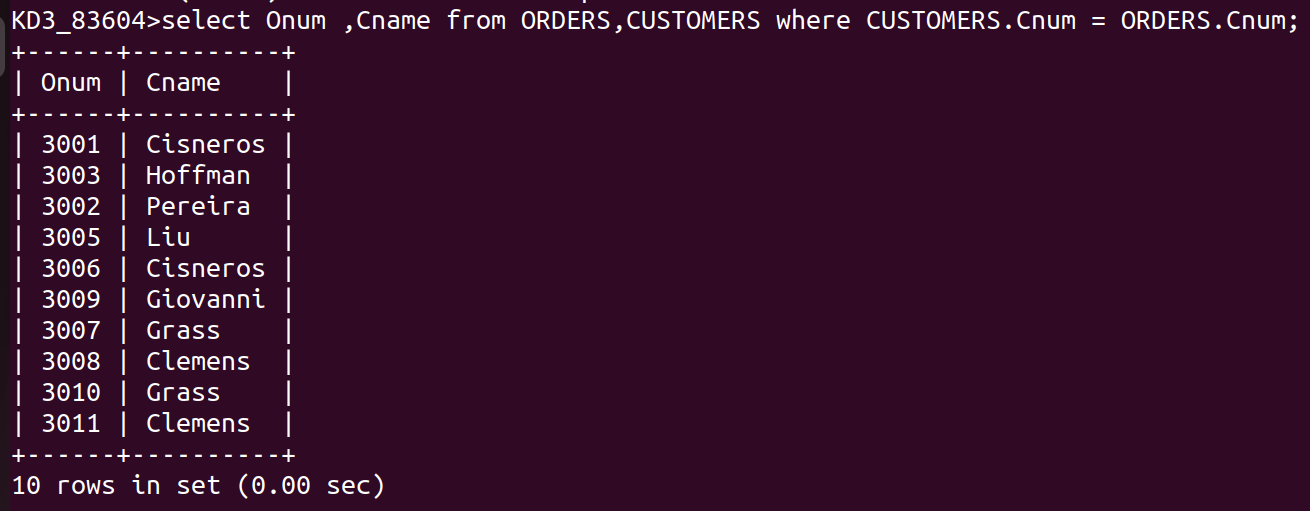 KD3_83604>select Onum ,Cname from ORDERS,CUSTOMERS where CUSTOMERS.Cnum = ORDERS.Cnum;
+------+----------+
| Onum | Cname    |
+------+----------+
| 3001 | Cisneros |
| 3003 | Hoffman  |
| 3002 | Pereira  |
| 3005 | Liu      |
| 3006 | Cisneros |
| 3009 | Giovanni |
| 3007 | Grass    |
| 3008 | Clemens  |
| 3010 | Grass    |
| 3011 | Clemens  |
+------+----------+
10 rows in set (0.00 sec)